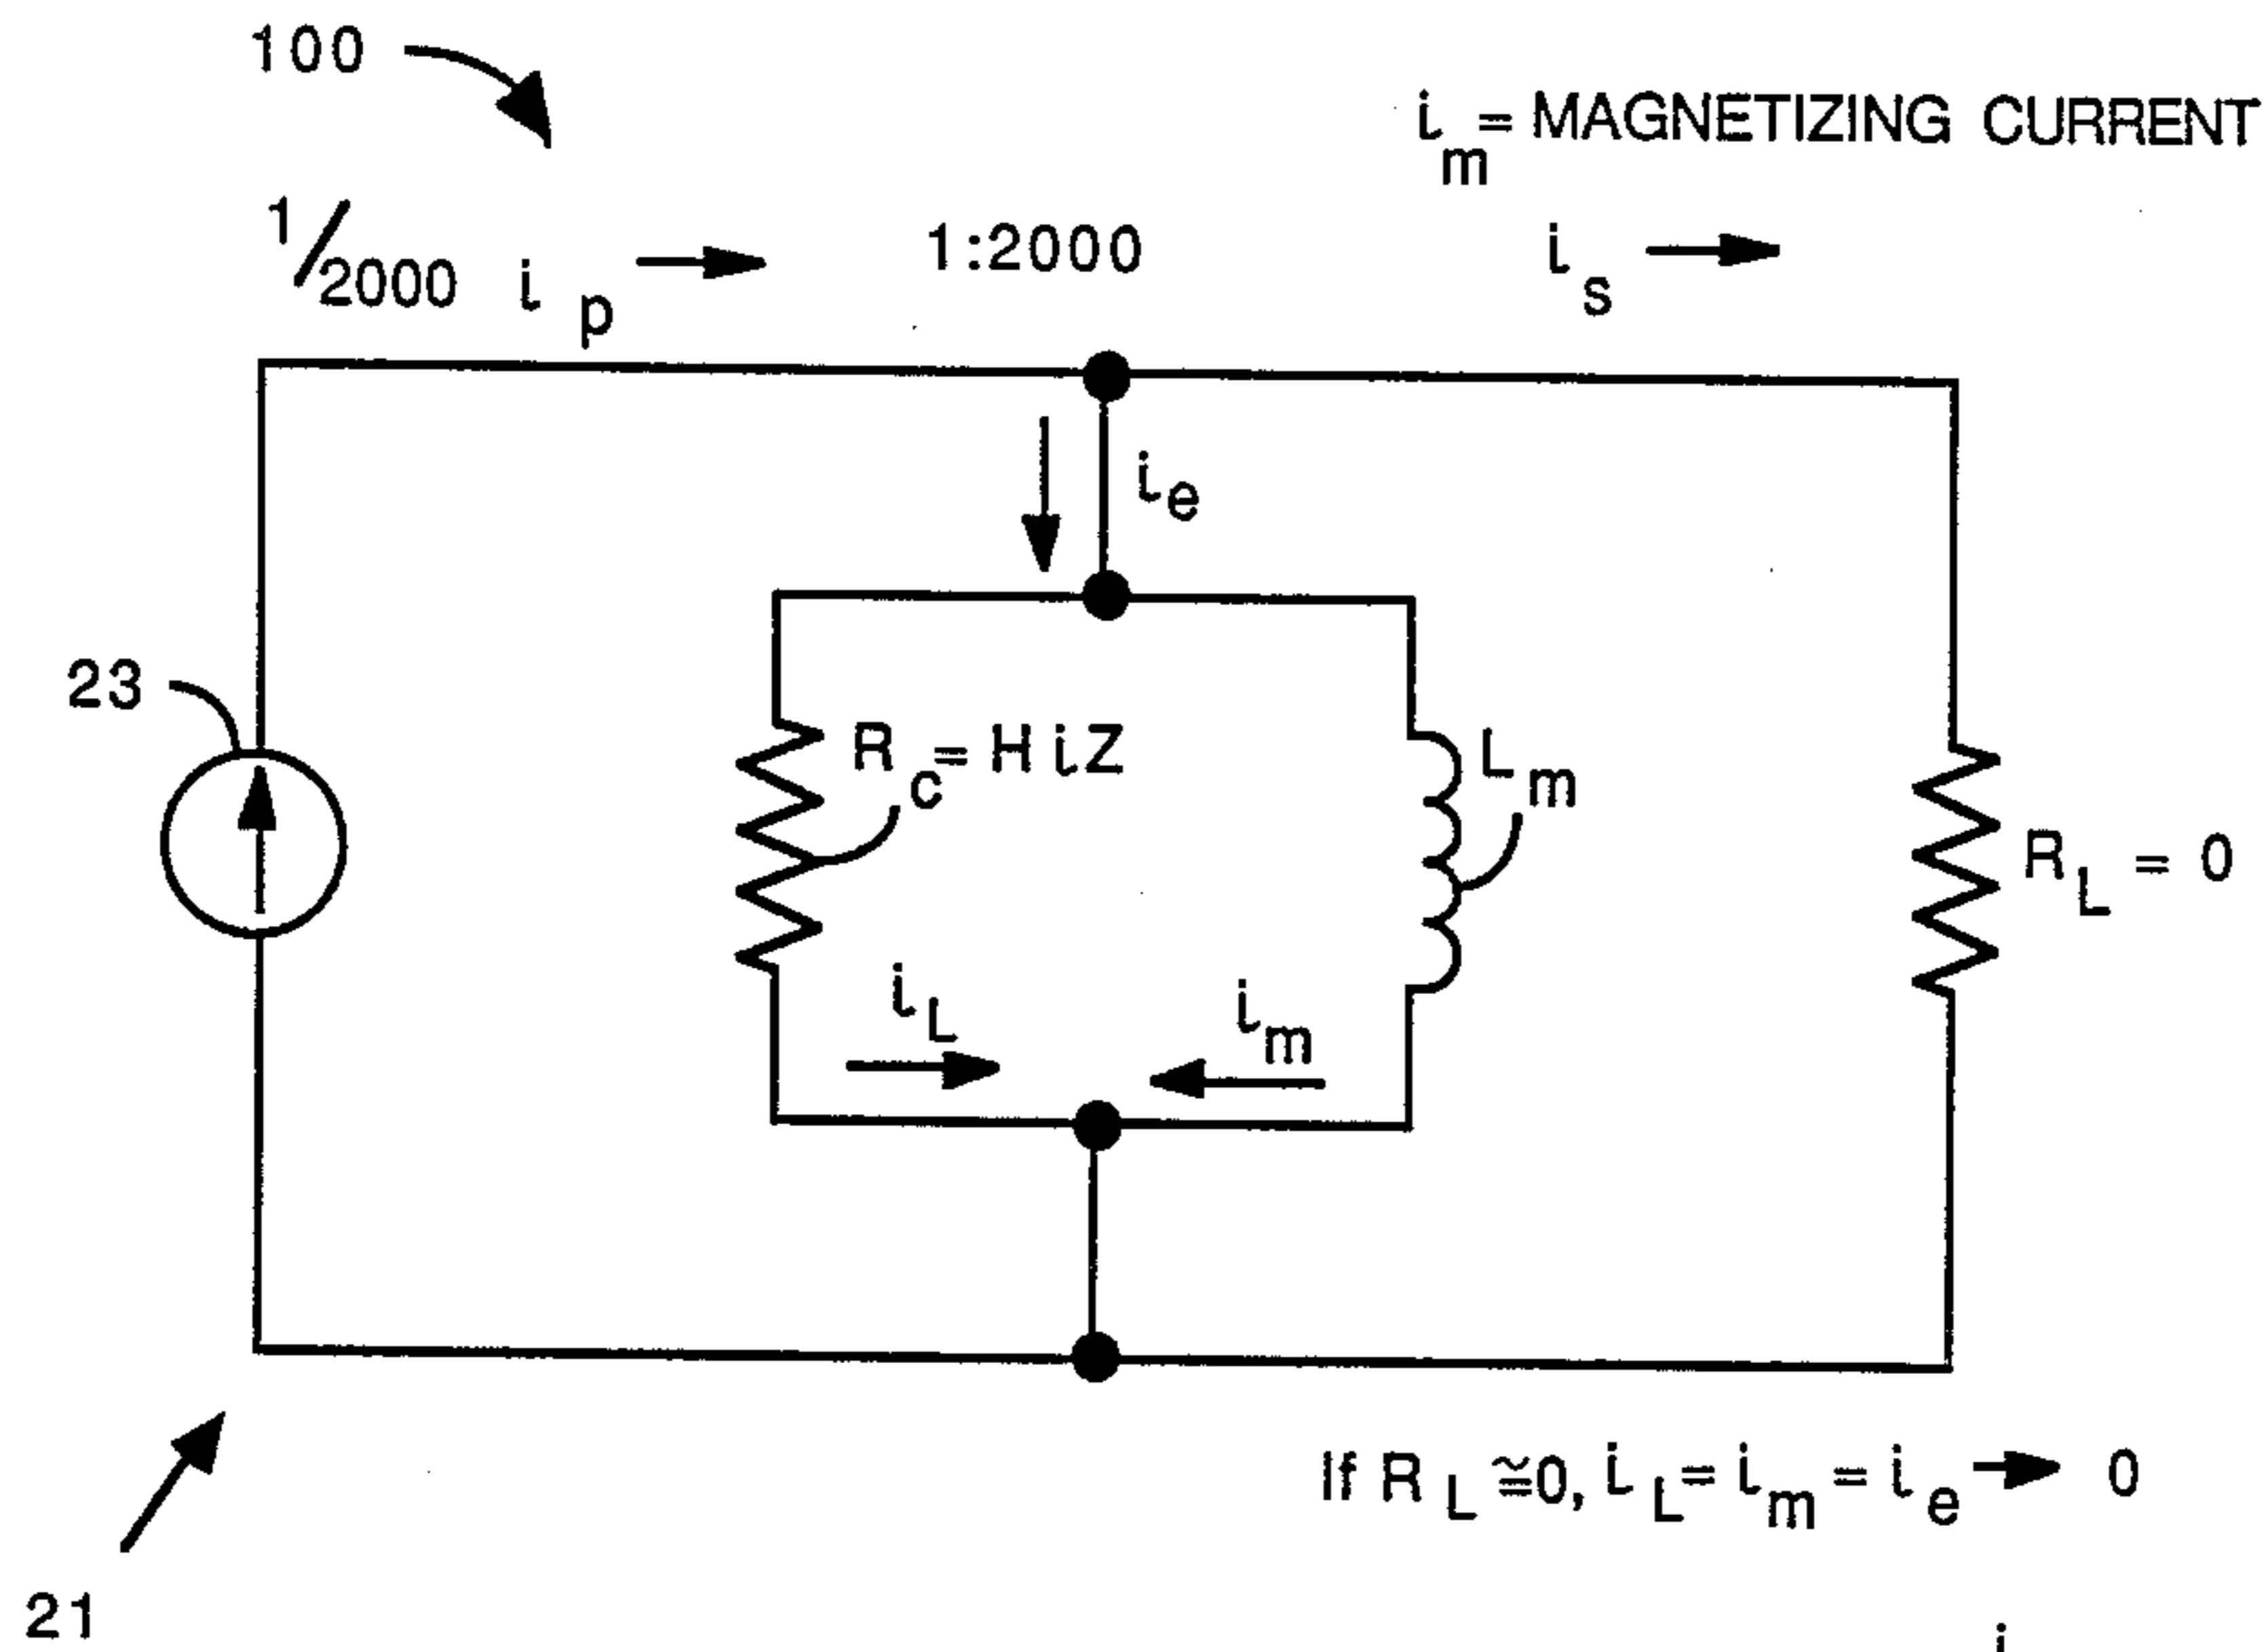 100
i_m = MAGNETIZING CURRENT
1/2000 i_p
1:2000
i_s
i_e
23
R_c = HiZ
L_m
R_L = 0
i_L
i_m
If R_L ≅ 0, i_L = i_m = i_e → 0
21
i